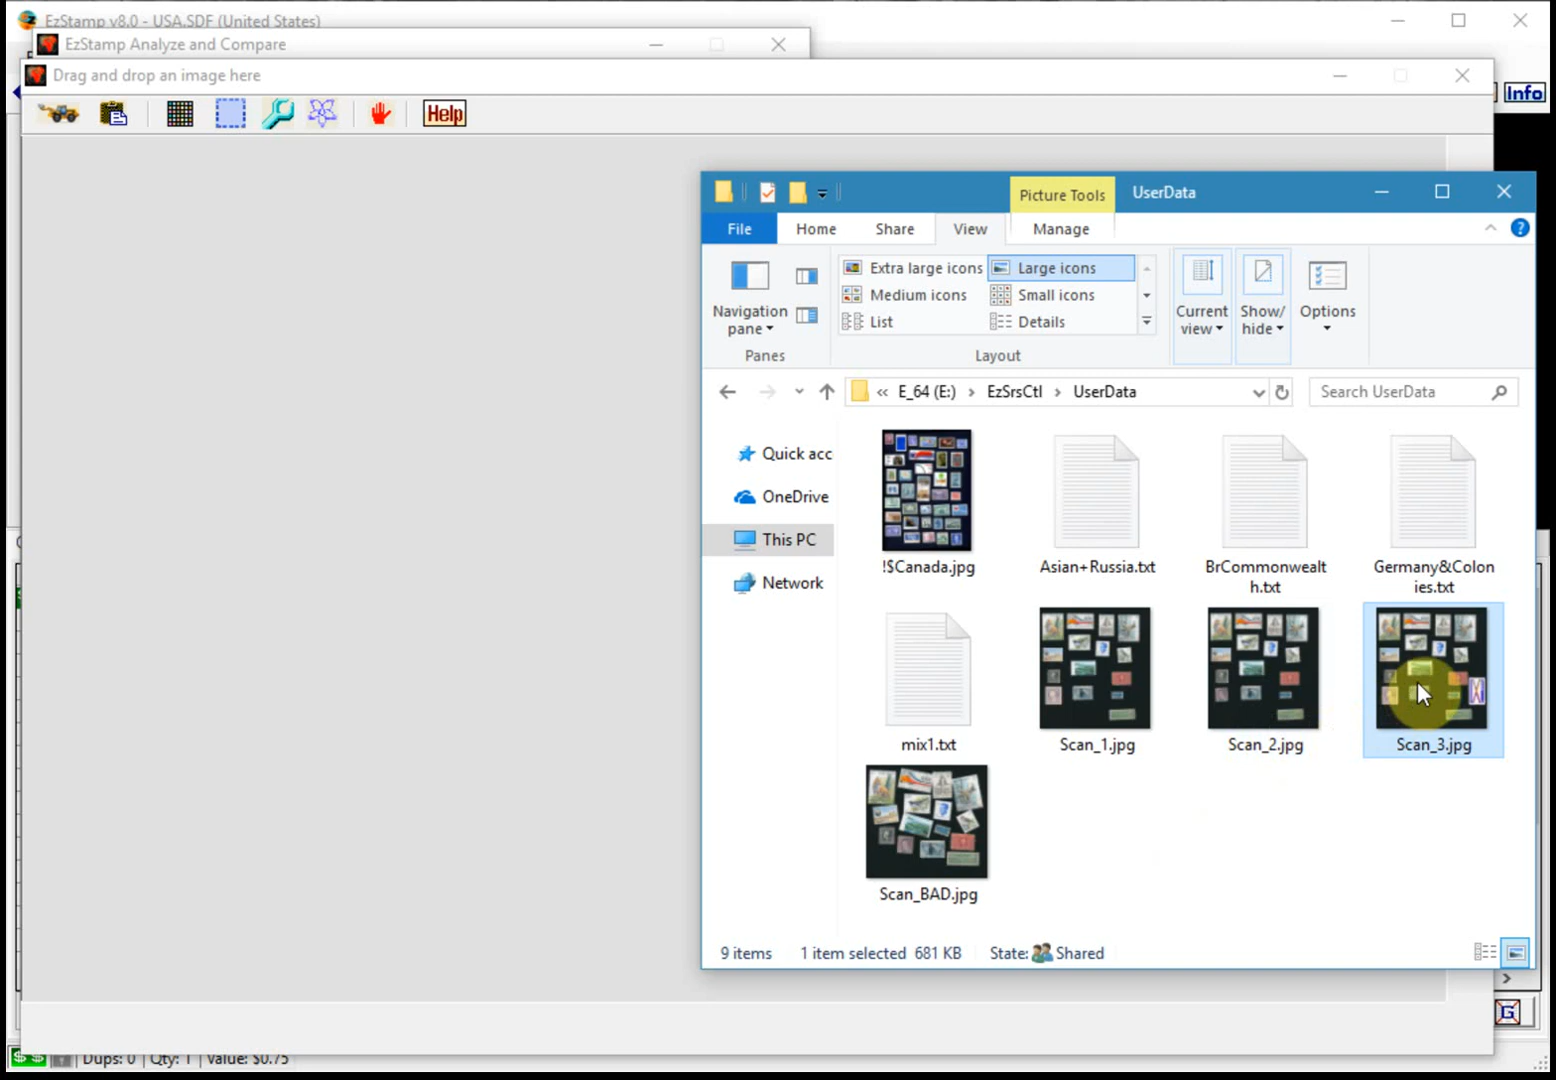 EzStamp v8.0 - USA.SDF (United States)
EzStamp Analyze and Compare
Drag and drop an image here
Help
Info
Picture Tools
UserData
File
Home
Share
View
Manage
Navigation pane
Extra large icons
Large icons
Medium icons
Small icons
List
Details
Current view
Show/ hide
Options
Panes
Layout
« E_64 (E:) › EzSrsCtl › UserData
Search UserData
Quick acc
OneDrive
This PC
Network
!$Canada.jpg
Asian+Russia.txt
BrCommonwealt
h.txt
Germany&Colon
ies.txt
mix1.txt
Scan_1.jpg
Scan_2.jpg
Scan_3.jpg
Scan_BAD.jpg
9 items
1 item selected 681 KB
State: Shared
G
$ $
Dups: 0
Qty: 1
Value: $0.75